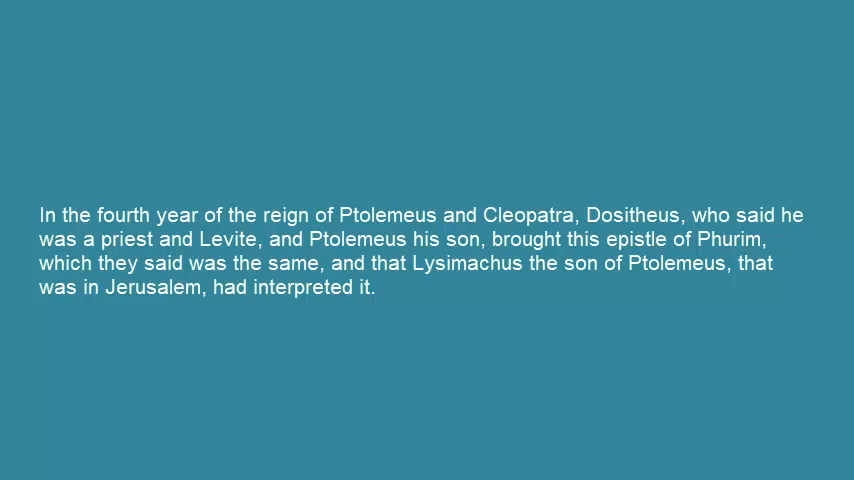 In the fourth year of the reign of Ptolemeus and Cleopatra, Dositheus, who said he
was a priest and Levite, and Ptolemeus his son, brought this epistle of Phurim,
which they said was the same, and that Lysimachus the son of Ptolemeus, that
was in Jerusalem, had interpreted it.